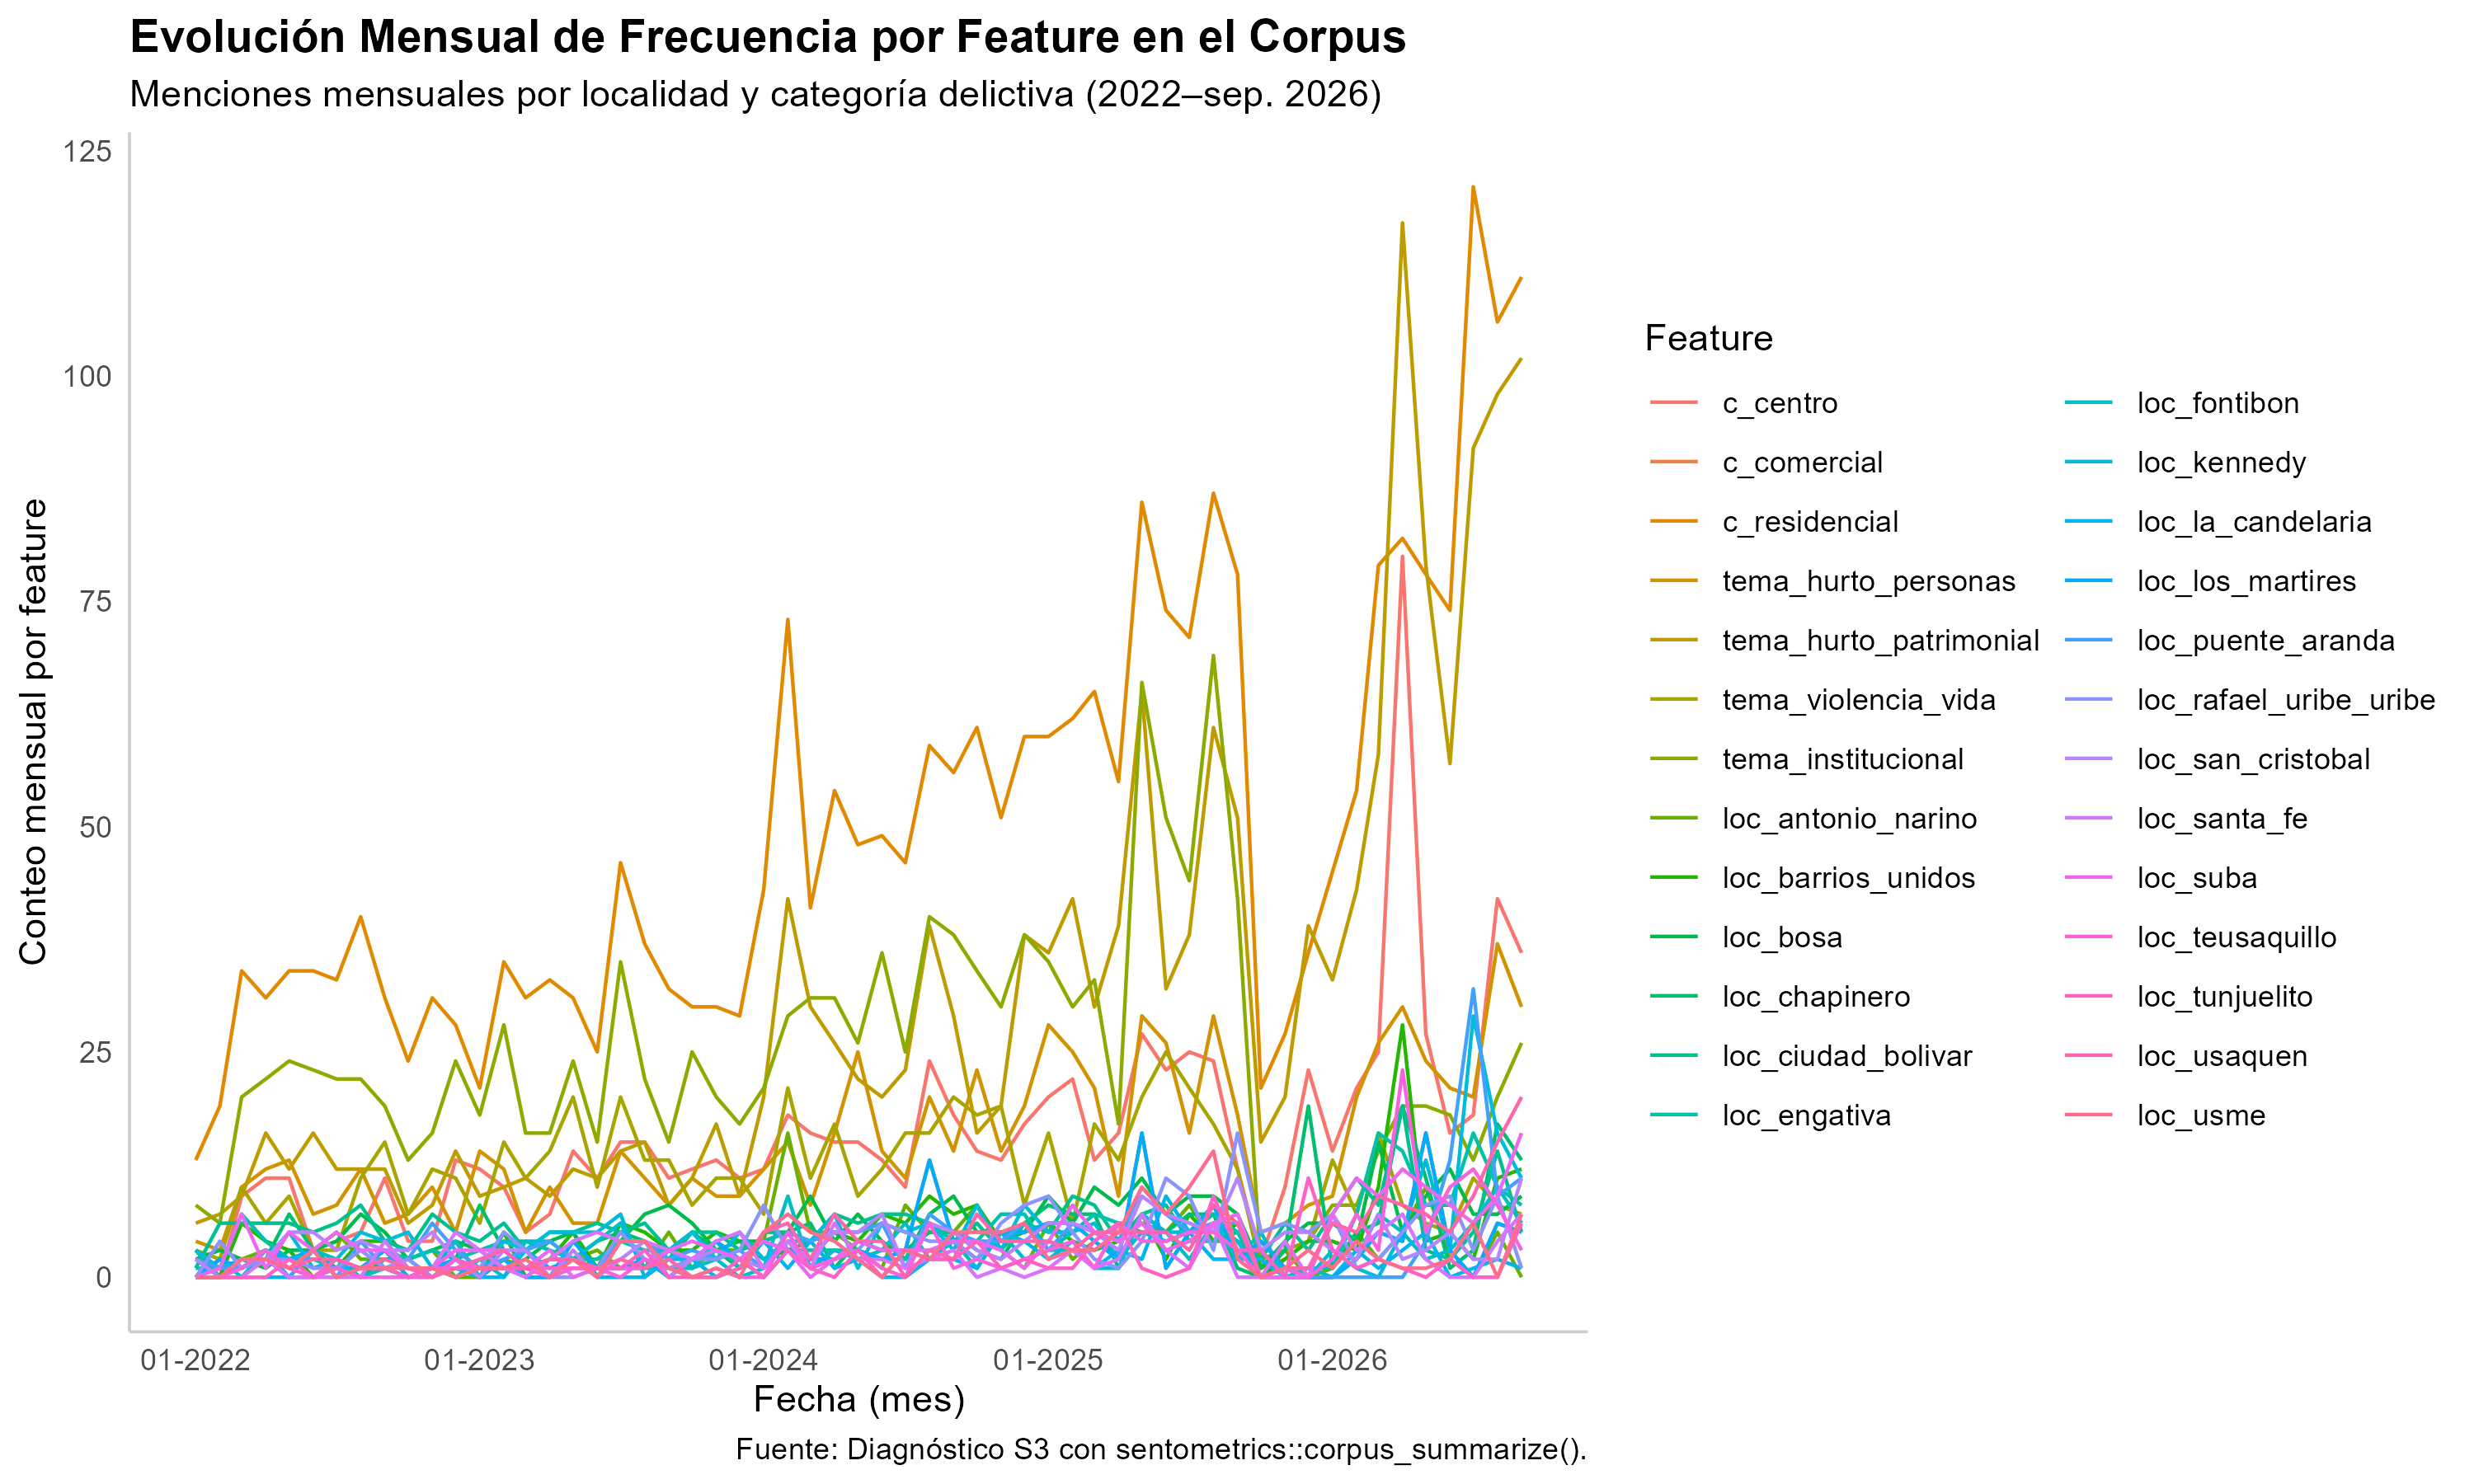 Evolución Mensual de Frecuencia por Feature en el Corpus
Menciones mensuales por localidad y categoría delictiva (2022–sep. 2026)
Conteo mensual por feature
125
100
75
50
25
0
01-2022
01-2023
01-2024
01-2025
01-2026
Fecha (mes)
Fuente: Diagnóstico S3 con sentometrics::corpus_summarize().
Feature
c_centro
c_comercial
c_residencial
tema_hurto_personas
tema_hurto_patrimonial
tema_violencia_vida
tema_institucional
loc_antonio_narino
loc_barrios_unidos
loc_bosa
loc_chapinero
loc_ciudad_bolivar
loc_engativa
loc_fontibon
loc_kennedy
loc_la_candelaria
loc_los_martires
loc_puente_aranda
loc_rafael_uribe_uribe
loc_san_cristobal
loc_santa_fe
loc_suba
loc_teusaquillo
loc_tunjuelito
loc_usaquen
loc_usme